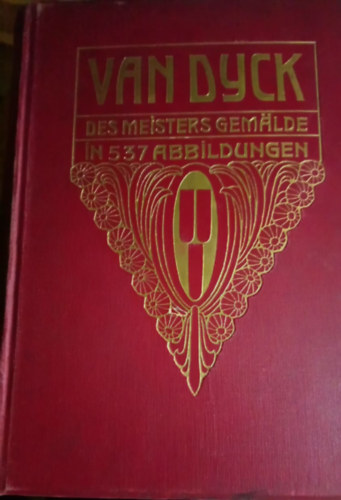 VAN DYCK
DES MEISTERS GEMÄLDE
IN 537 ABBILDUNGEN